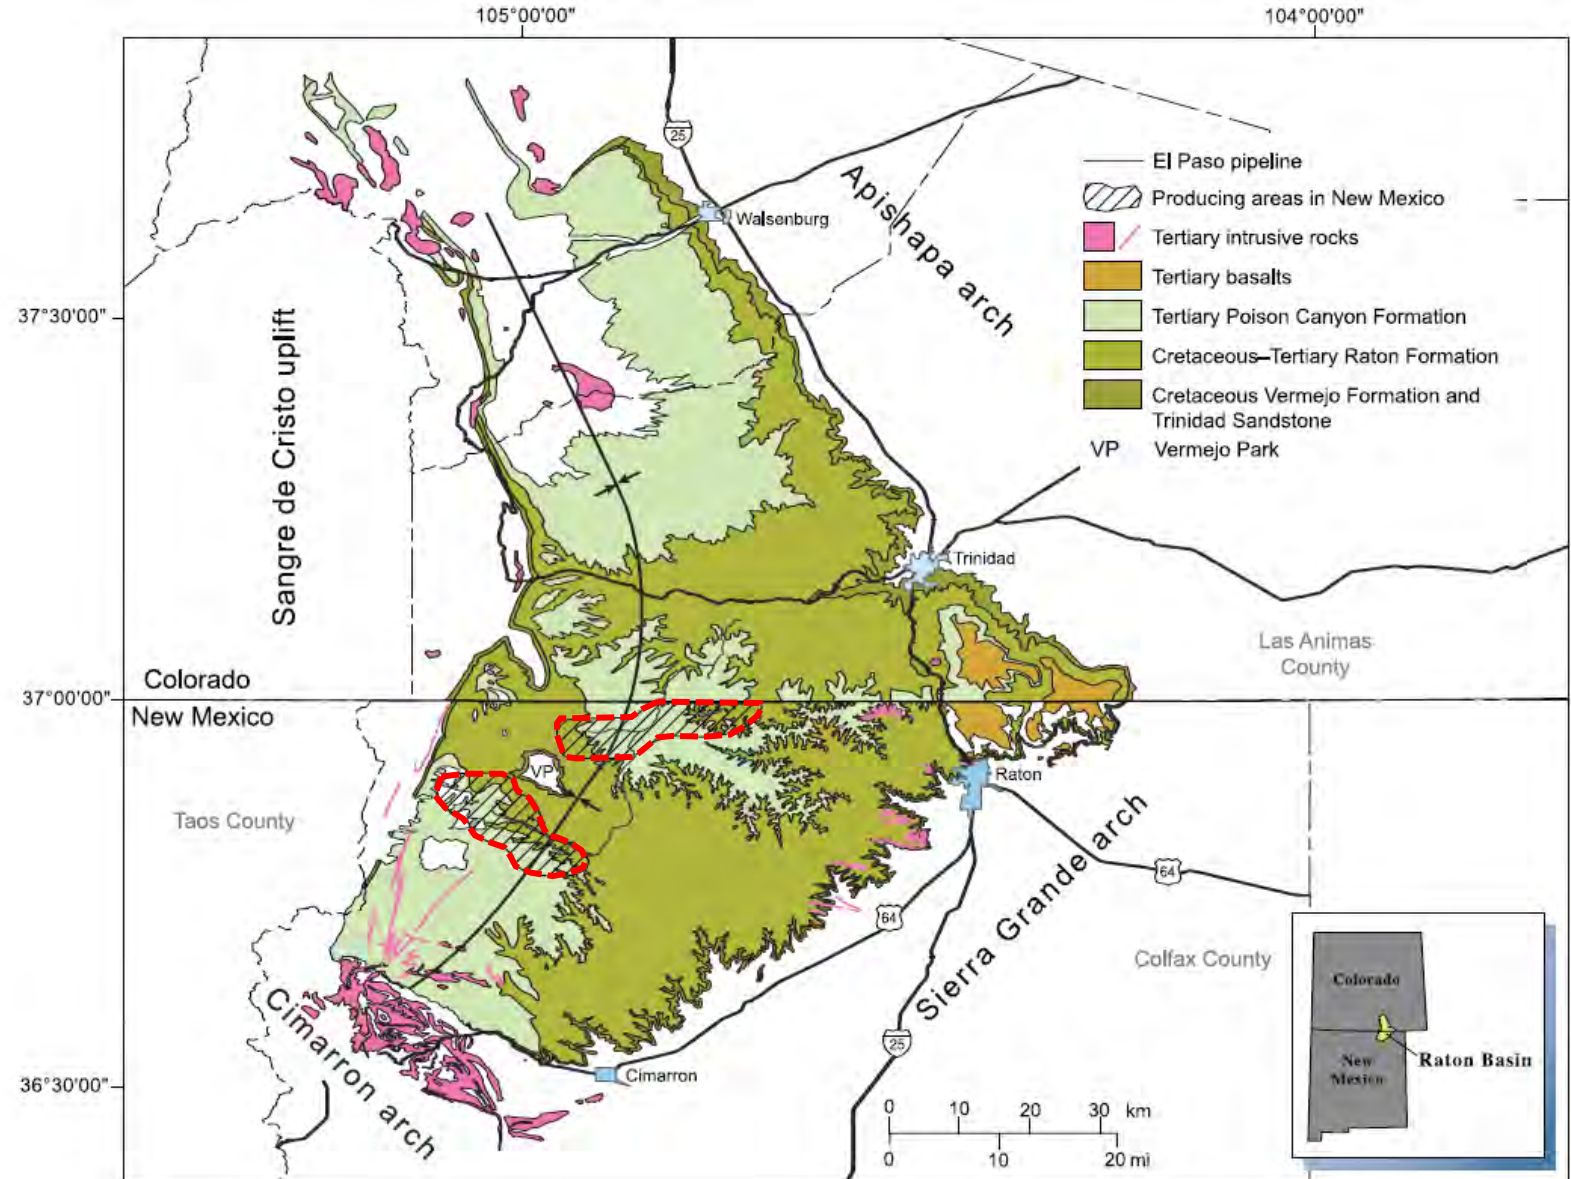 105°00'00"
104°00'00"
25
Walsenburg
Apishapa arch
El Paso pipeline
Producing areas in New Mexico
Tertiary intrusive rocks
Tertiary basalts
Tertiary Poison Canyon Formation
Cretaceous–Tertiary Raton Formation
Cretaceous Vermejo Formation and
Trinidad Sandstone
VP
Vermejo Park
37°30'00"
Sangre de Cristo uplift
Trinidad
Las Animas
County
Colorado
37°00'00"
New Mexico
VP
Raton
Taos County
64
64
Sierra Grande arch
Colfax County
Cimarron arch
25
Cimarron
36°30'00"
0 10 20 30 km
0 10 20 mi
Colorado
New
Mexico
Raton Basin